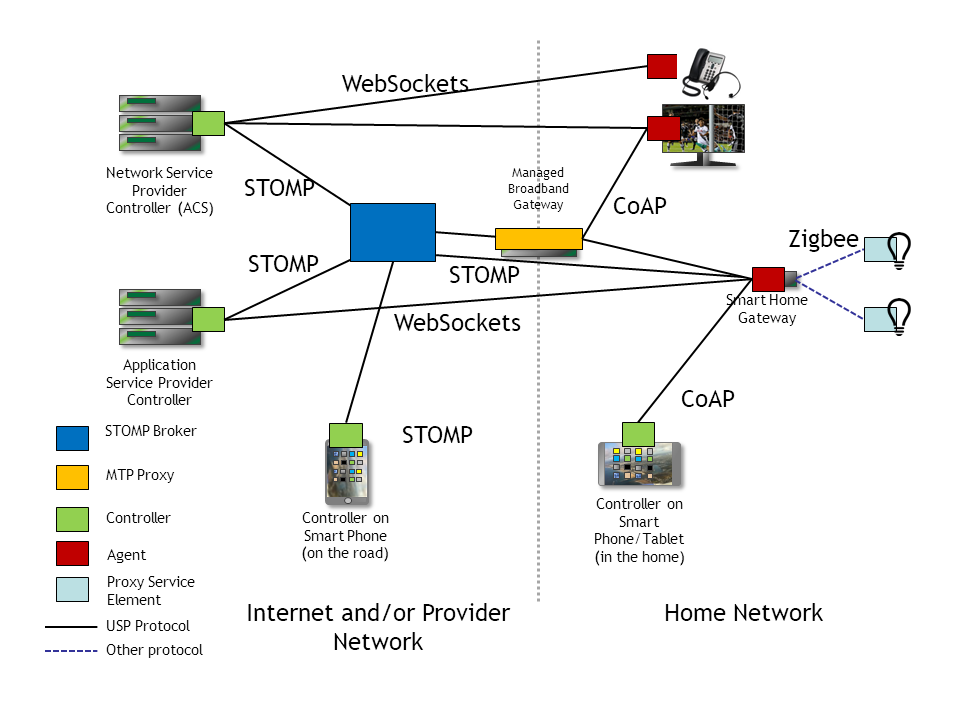 WebSockets
Network Service
Provider
Controller (ACS)
STOMP
Managed
Broadband
Gateway
CoAP
Zigbee
STOMP
STOMP
Smart Home
Gateway
WebSockets
Application
Service Provider
Controller
CoAP
STOMP
STOMP Broker
MTP Proxy
Controller
Agent
Proxy Service
Element
USP Protocol
Other protocol
Controller on
Smart Phone
(on the road)
Controller on
Smart
Phone/Tablet
(in the home)
Internet and/or Provider
Network
Home Network